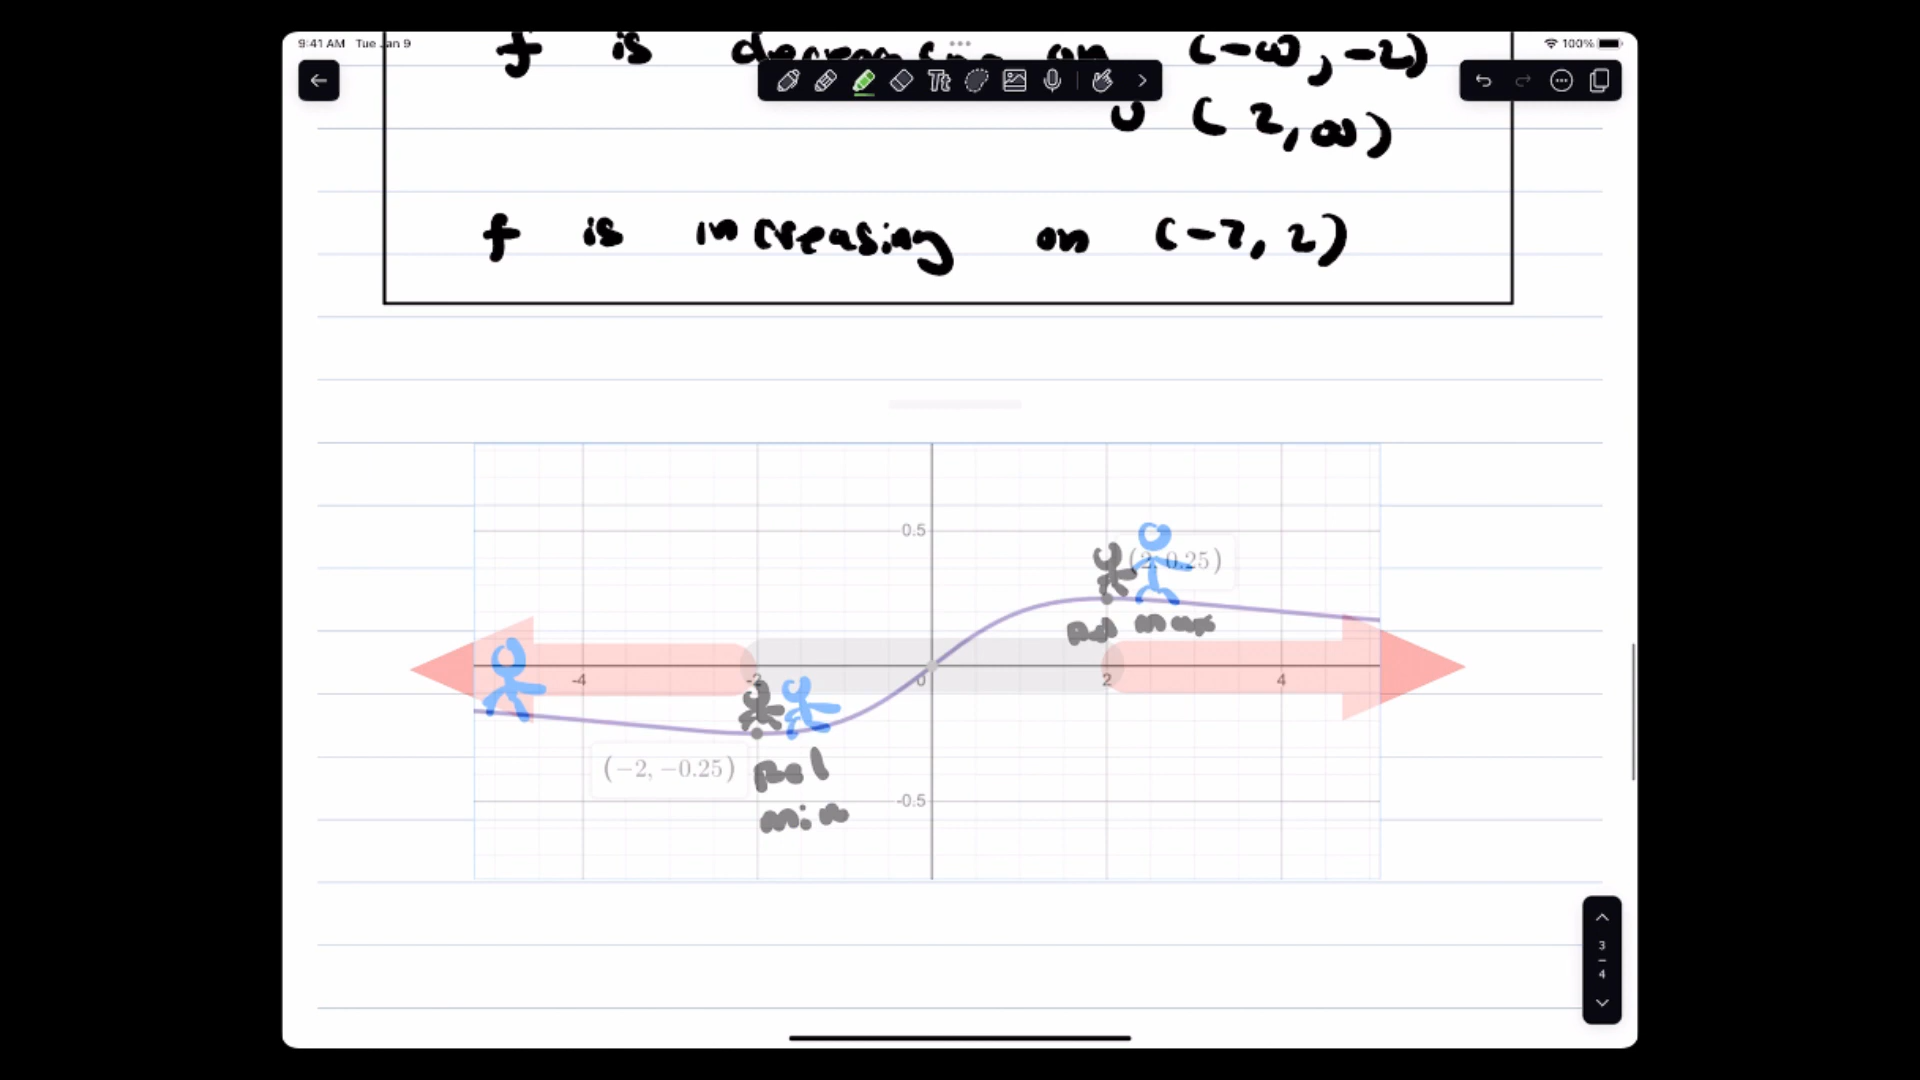 9:41 AM Tue Jan 9
100%
f is decreasing on (-∞, -2)
∪ (2, ∞)
f is increasing on (-2, 2)
0.5
(2, 0.25)
Rel max
-4 -2 0 2 4
(-2, -0.25)
Rel
min
-0.5
3
4